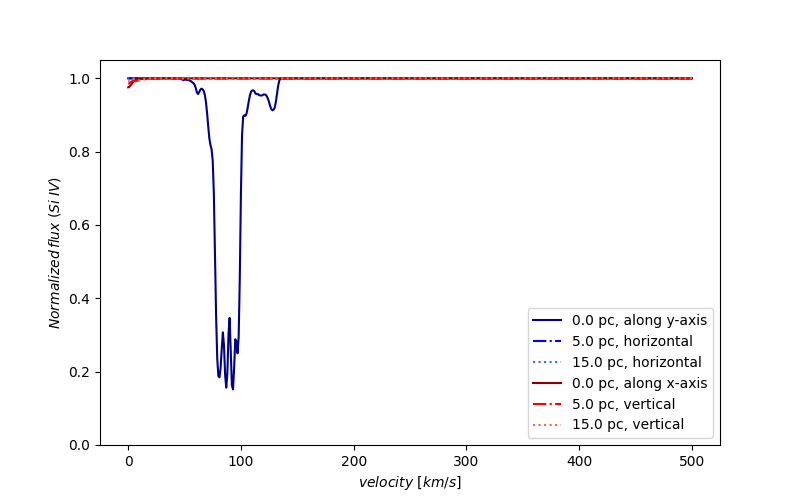 1.0
0.8
0.6
0.4
0.2
0.0
Normalized flux (Si IV)
0 100 200 300 400 500
velocity [km/s]
0.0 pc, along y-axis
5.0 pc, horizontal
15.0 pc, horizontal
0.0 pc, along x-axis
5.0 pc, vertical
15.0 pc, vertical